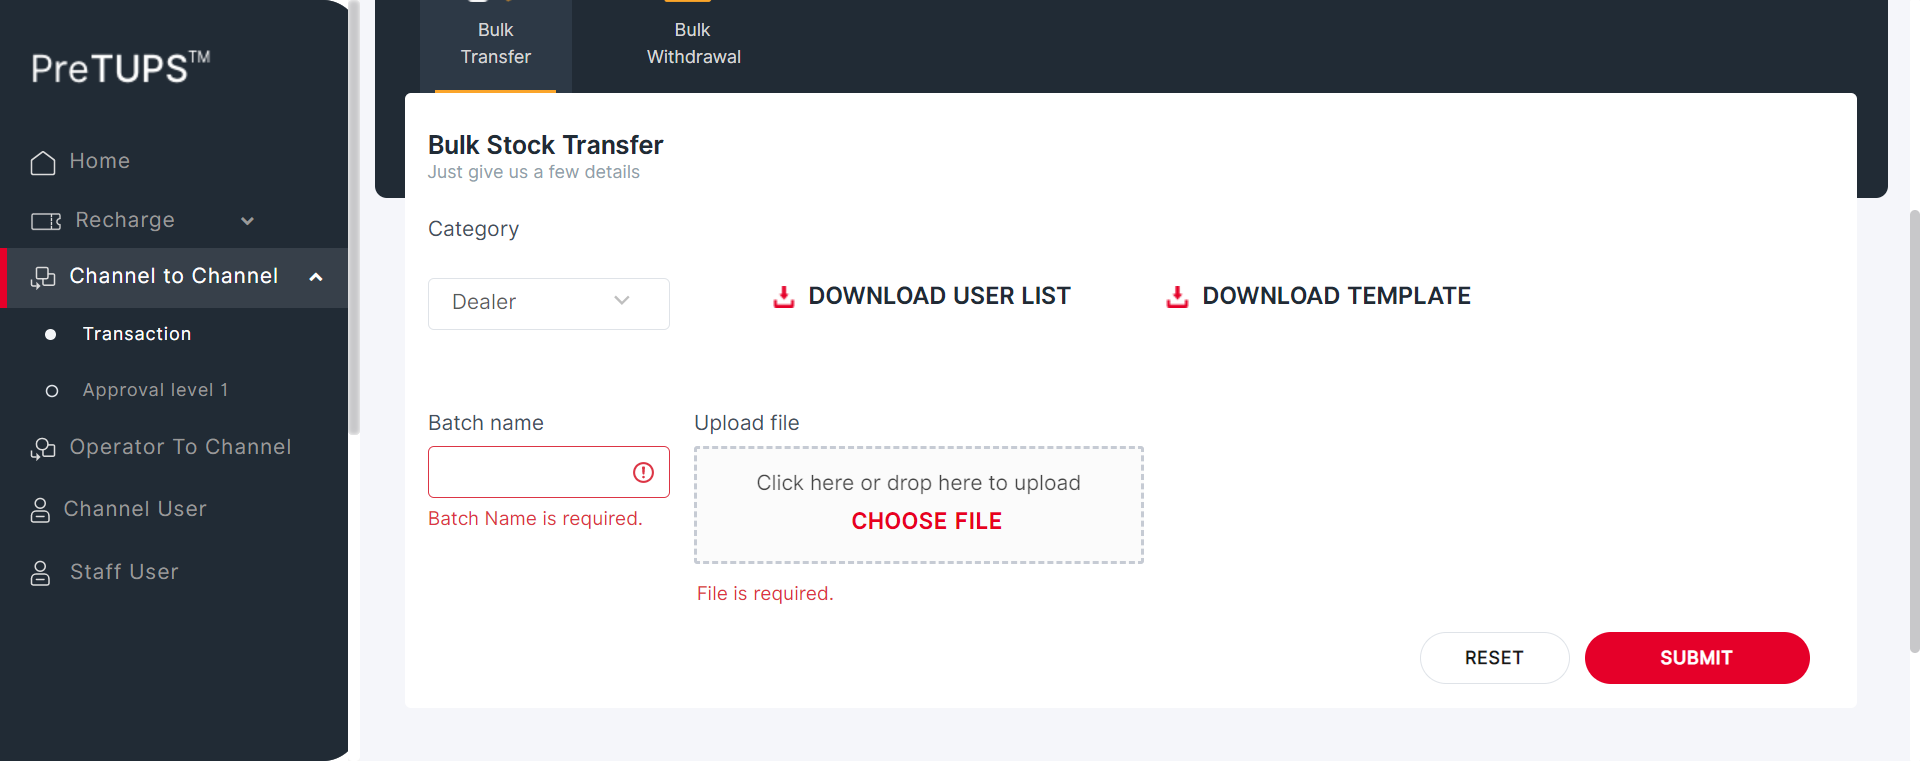 PreTUPS™
Home
Recharge
Channel to Channel
Transaction
Approval level 1
Operator To Channel
Channel User
Staff User
Bulk
Transfer
Bulk
Withdrawal
Bulk Stock Transfer
Just give us a few details
Category
Dealer
DOWNLOAD USER LIST
DOWNLOAD TEMPLATE
Batch name
Batch Name is required.
Upload file
Click here or drop here to upload
CHOOSE FILE
File is required.
RESET
SUBMIT